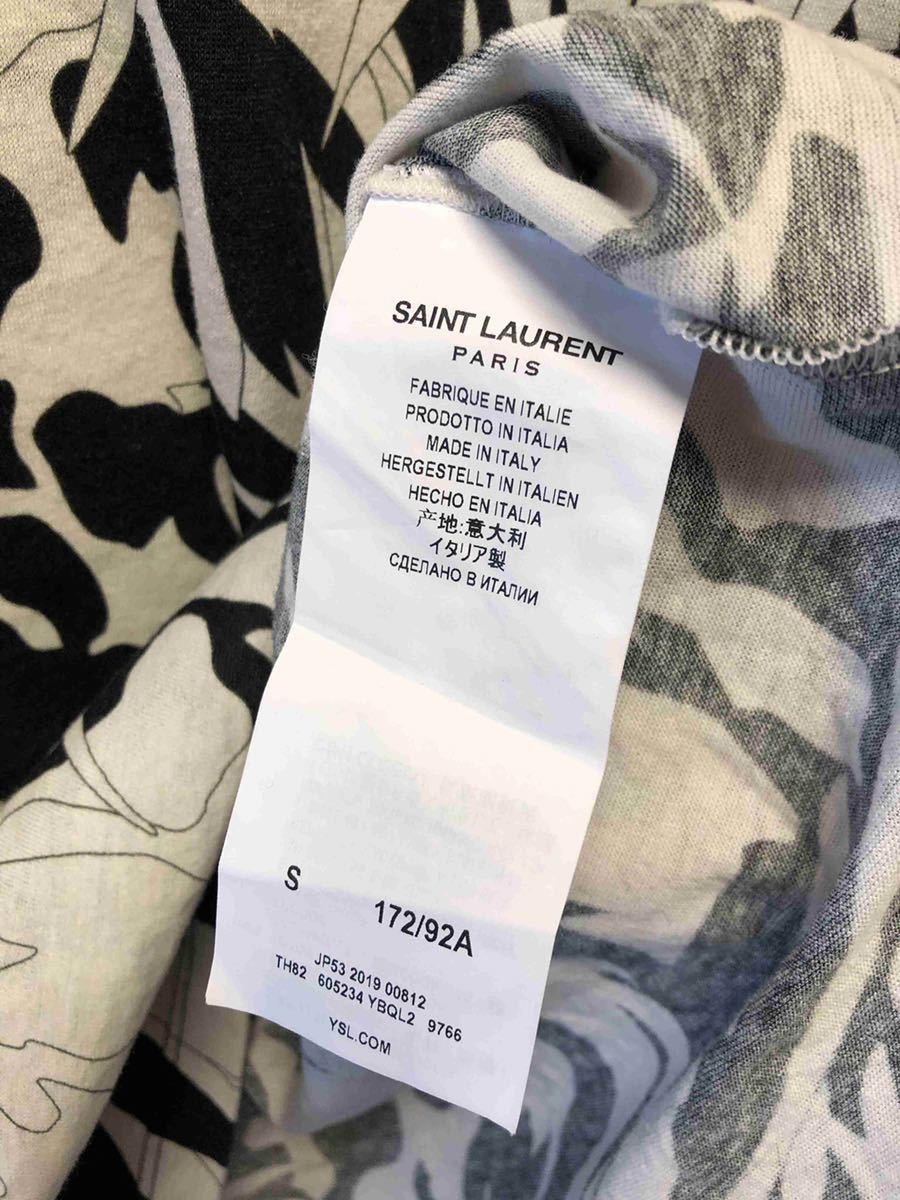 SAINT LAURENT
PARIS
FABRIQUE EN ITALIE
PRODOTTO IN ITALIA
MADE IN ITALY
HERGESTELLT IN ITALIEN
HECHO EN ITALIA
产地:意大利
イタリア製
СДЕЛАНО В ИТАЛИИ
S 172/92A
JP53 2019 00812
TH82 605234 YBQL2 9766
YSL.COM